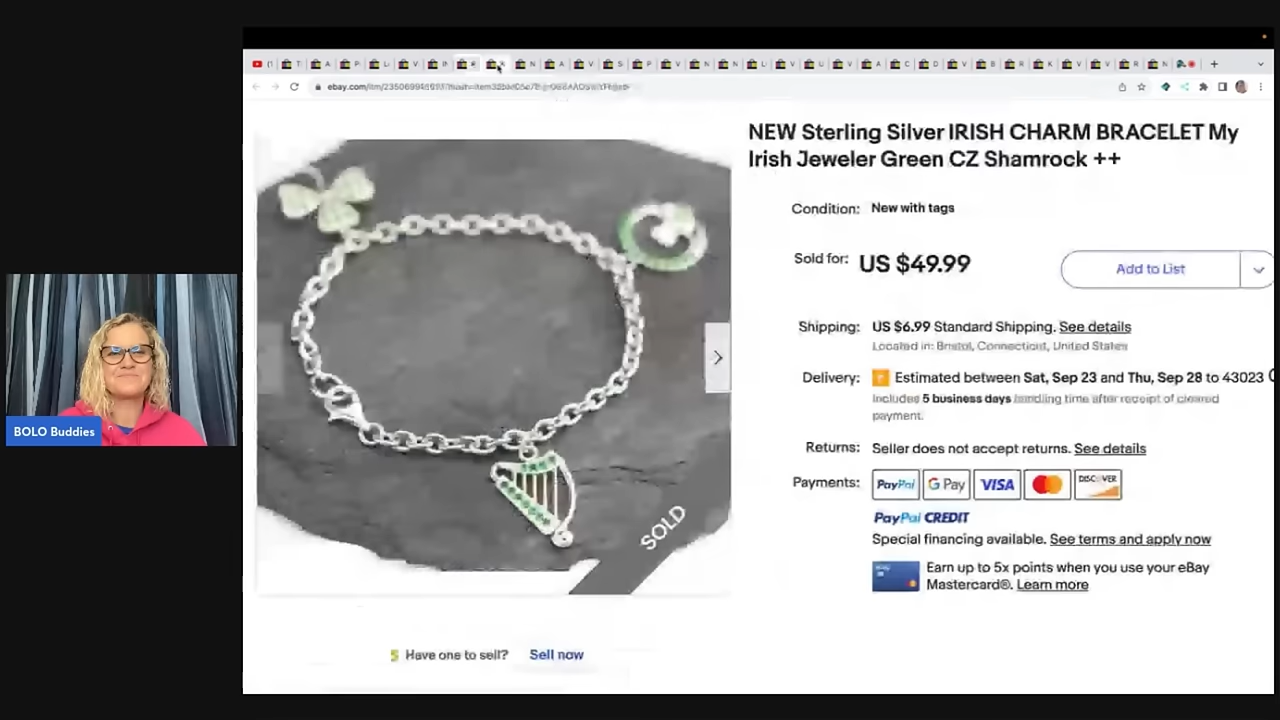 NEW Sterling Silver IRISH CHARM BRACELET My
Irish Jeweler Green CZ Shamrock ++
Condition: New with tags
Sold for: US $49.99
Add to List
Shipping: US $6.99 Standard Shipping. See details
Located in: Bristol, Connecticut, United States
Delivery: Estimated between Sat, Sep 23 and Thu, Sep 28 to 43023
Includes 5 business days handling time after receipt of cleared
payment.
Returns: Seller does not accept returns. See details
Payments: PayPal G Pay VISA MasterCard DISCOVER
PayPal CREDIT
Special financing available. See terms and apply now
Earn up to 5x points when you use your eBay
Mastercard®. Learn more
SOLD
Have one to sell? Sell now
BOLO Buddies